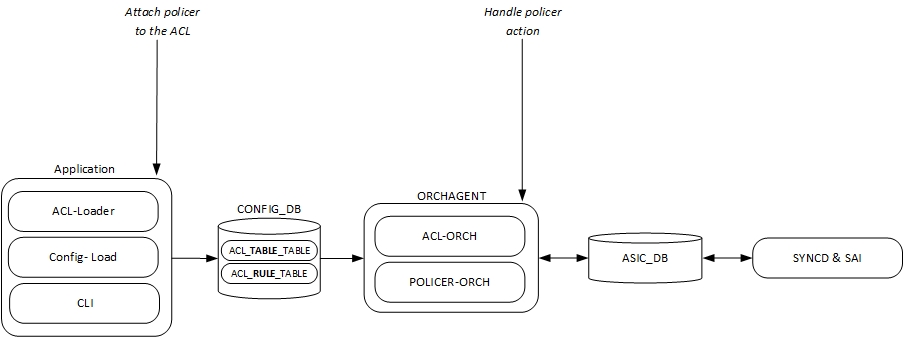 Attach policer
to the ACL
Handle policer
action
Application
ACL-Loader
Config- Load
CLI
CONFIG_DB
ACL_TABLE_TABLE
ACL_RULE_TABLE
ORCHAGENT
ACL-ORCH
POLICER-ORCH
ASIC_DB
SYNCD & SAI